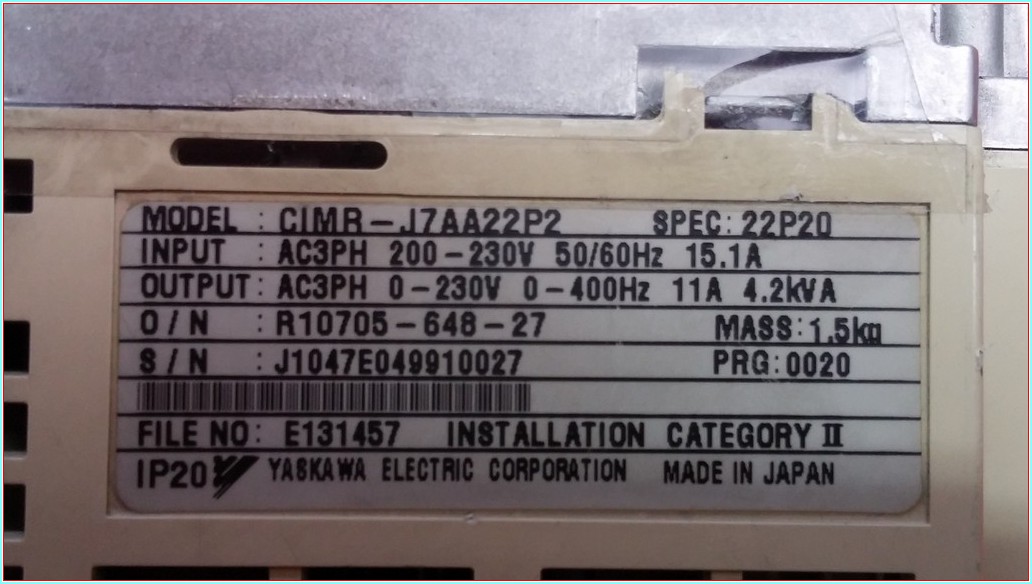 MODEL : CIMR-J7AA22P2 SPEC: 22P20
INPUT : AC3PH 200-230V 50/60Hz 15.1A
OUTPUT: AC3PH 0-230V 0-400Hz 11A 4.2kVA
O/N : R10705-648-27 MASS: 1.5kg
S/N : J1047E049910027 PRG: 0020
FILE NO: E131457 INSTALLATION CATEGORY II
IP20 YASKAWA ELECTRIC CORPORATION MADE IN JAPAN